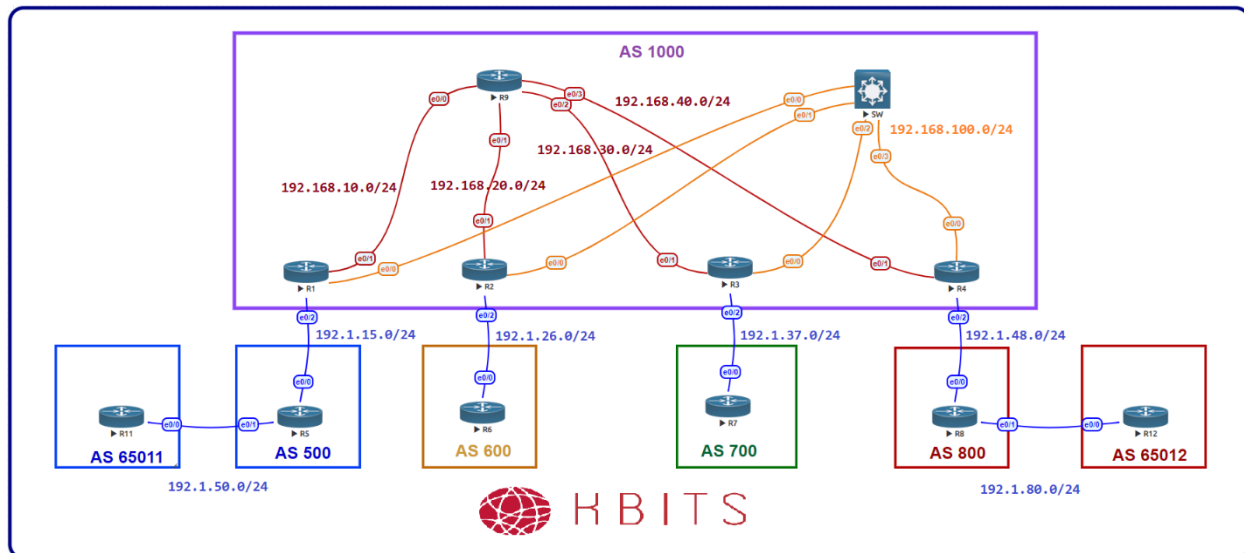 AS 1000
R9
e0/0
e0/3
e0/2
e0/1
192.168.40.0/24
e0/0
e0/1
SW
e0/2
e0/3
192.168.100.0/24
192.168.30.0/24
192.168.10.0/24
192.168.20.0/24
e0/1
e0/0
R1
e0/2
e0/1
e0/0
R2
e0/2
e0/1
e0/0
R3
e0/2
e0/1
e0/0
R4
e0/2
192.1.15.0/24
192.1.26.0/24
192.1.37.0/24
192.1.48.0/24
R11
e0/0
e0/1
e0/0
R5
e0/0
R6
e0/0
R7
e0/0
R8
e0/1
e0/0
R12
AS 65011
AS 500
AS 600
AS 700
AS 800
AS 65012
192.1.50.0/24
192.1.80.0/24
KBITS